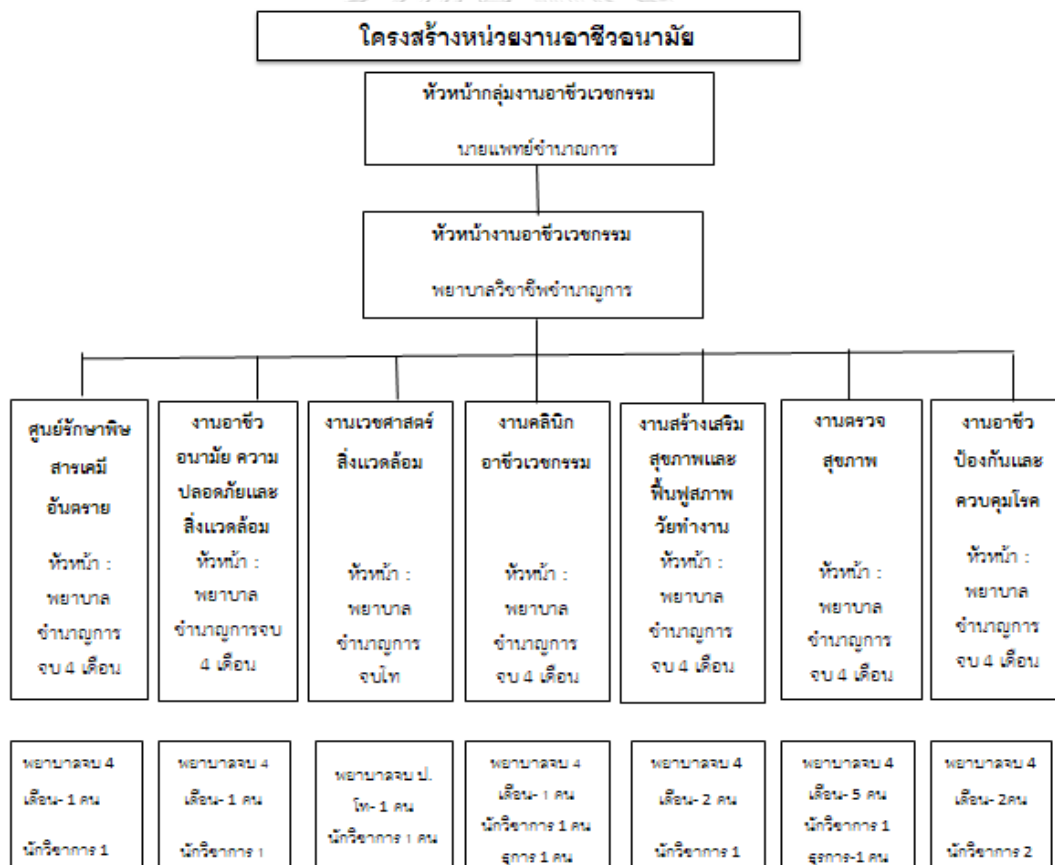 โครงสร้างหน่วยงานอาชีวอนามัย
หัวหน้ากลุ่มงานอาชีวเวชกรรม
นายแพทย์ชำนาญการ
หัวหน้างานอาชีวเวชกรรม
พยาบาลวิชาชีพชำนาญการ
ศูนย์รักษาพิษ
สารเคมี
อันตราย
หัวหน้า :
พยาบาล
ชำนาญการ
จบ 4 เดือน
งานอาชีว
อนามัย ความ
ปลอดภัยและ
สิ่งแวดล้อม
หัวหน้า :
พยาบาล
ชำนาญการจบ
4 เดือน
งานเวชศาสตร์
สิ่งแวดล้อม
หัวหน้า :
พยาบาล
ชำนาญการ
จบโท
งานคลินิก
อาชีวเวชกรรม
หัวหน้า :
พยาบาล
ชำนาญการ
จบ 4 เดือน
งานสร้างเสริม
สุขภาพและ
ฟื้นฟูสภาพ
วัยทำงาน
หัวหน้า :
พยาบาล
ชำนาญการ
จบ 4 เดือน
งานตรวจ
สุขภาพ
หัวหน้า :
พยาบาล
ชำนาญการ
จบ 4 เดือน
งานอาชีว
ป้องกันและ
ควบคุมโรค
หัวหน้า :
พยาบาล
ชำนาญการ
จบ 4 เดือน
พยาบาลจบ 4
เดือน- 1 คน
นักวิชาการ 1
พยาบาลจบ 4
เดือน- 1 คน
นักวิชาการ 1
พยาบาลจบ ป.
โท- 1 คน
นักวิชาการ 1 คน
พยาบาลจบ 4
เดือน- 1 คน
นักวิชาการ 1 คน
ธุการ 1 คน
พยาบาลจบ 4
เดือน- 2 คน
นักวิชาการ 1
พยาบาลจบ 4
เดือน- 5 คน
นักวิชาการ 1
ธุรการ-1 คน
พยาบาลจบ 4
เดือน- 2คน
นักวิชาการ 2